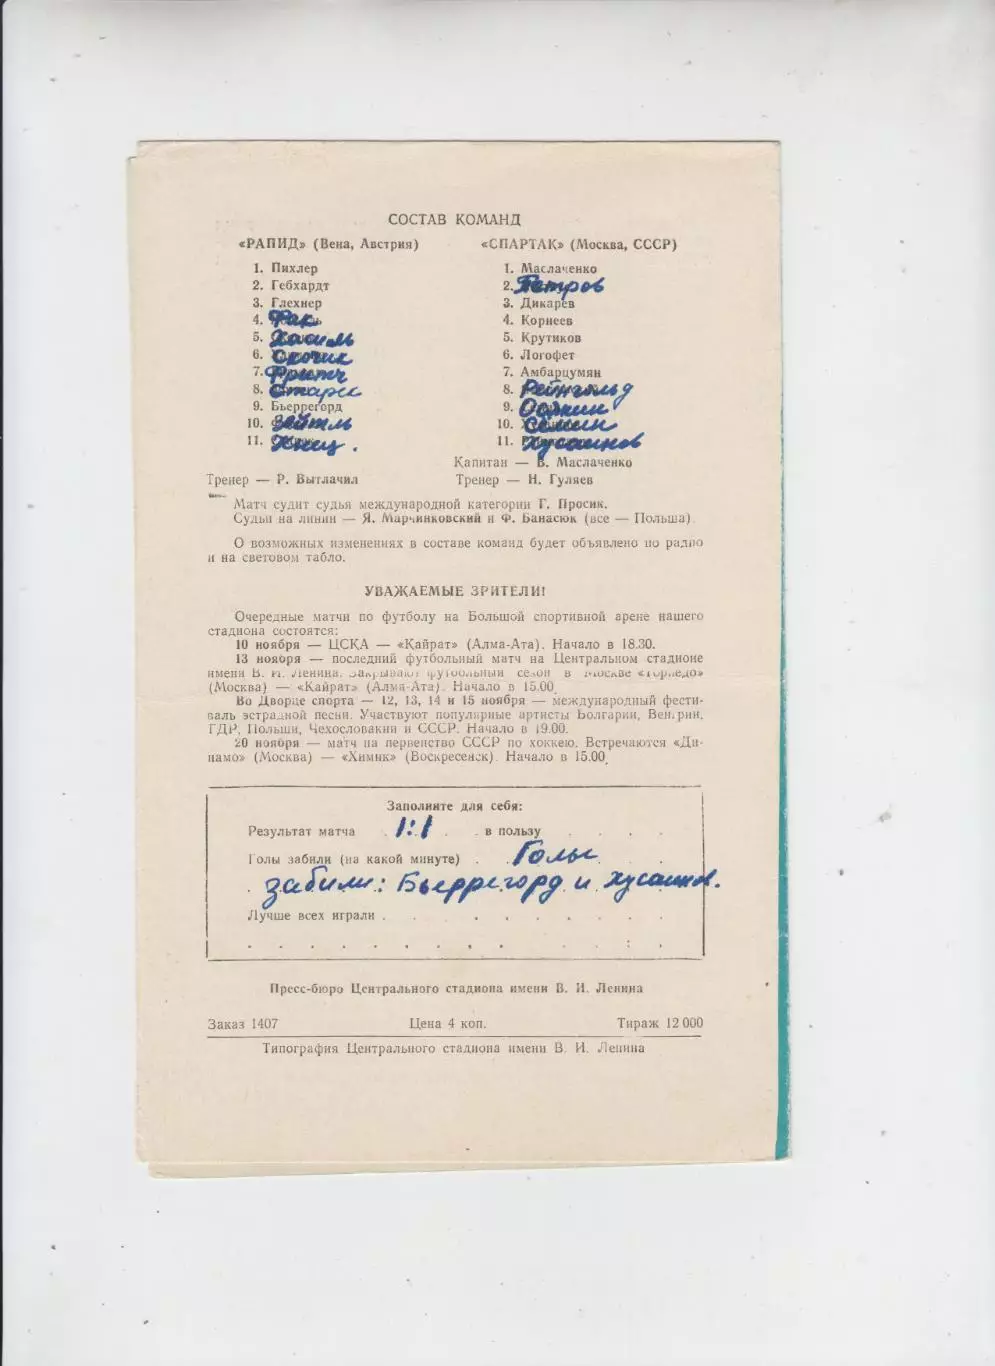 СОСТАВ КОМАНД
«РАПИД» (Вена, Австрия)
1. Пихлер
2. Гебхардт
3. Глехнер
4. Фак
5. Хасиль
6. Скочик
7. Фритч
8. Старек
9. Бьеррегорд
10. Зейтль
11. Кнец.
Тренер — Р. Вытлачил
«СПАРТАК» (Москва, СССР)
1. Маслаченко
2. Петров
3. Дикарев
4. Корнеев
5. Крутиков
6. Логофет
7. Амбарцумян
8. Рейнгольд
9. Осянин
10. Семин
11. Хусаинов
Капитан — В. Маслаченко
Тренер — Н. Гуляев
Матч судит судья международной категории Г. Просик.
Судьи на линии — Я. Марчинковский и Ф. Банасюк (все — Польша).
О возможных изменениях в составе команд будет объявлено по радио
и на световом табло.
УВАЖАЕМЫЕ ЗРИТЕЛИ!
Очередные матчи по футболу на Большой спортивной арене нашего
стадиона состоятся:
10 ноября — ЦСКА — «Кайрат» (Алма-Ата). Начало в 18.30.
13 ноября — последний футбольный матч на Центральном стадионе
имени В. И. Ленина. Закрывают футбольный сезон в Москве «Торпедо»
(Москва) — «Кайрат» (Алма-Ата). Начало в 15.00.
Во Дворце спорта — 12, 13, 14 и 15 ноября — международный фести-
валь эстрадной песни. Участвуют популярные артисты Болгарии, Венгрии,
ГДР, Польши, Чехословакии и СССР. Начало в 19.00.
20 ноября — матч на первенство СССР по хоккею. Встречаются «Ди-
намо» (Москва) — «Химик» (Воскресенск). Начало в 15.00.
Заполните для себя:
Результат матча 1:1 в пользу
Голы забили (на какой минуте) Голы
забили: Бьеррегорд и Хусаинов.
Лучше всех играли
Пресс-бюро Центрального стадиона имени В. И. Ленина
Заказ 1407 Цена 4 коп. Тираж 12 000
Типография Центрального стадиона имени В. И. Ленина